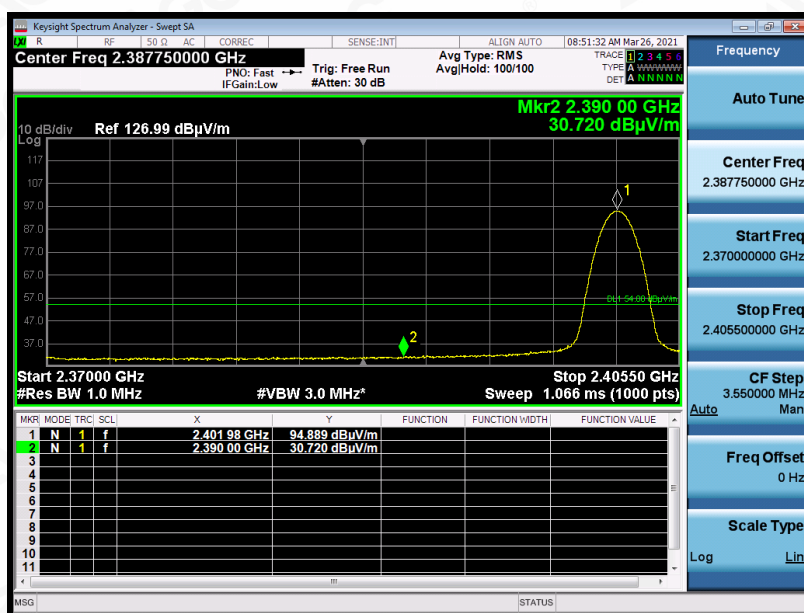 Keysight Spectrum Analyzer - Swept SA
LXI R RF 50 Ω AC CORREC SENSE:INT ALIGN AUTO 08:51:32 AM Mar 26, 2021
Center Freq 2.387750000 GHz
PNO: Fast
IFGain:Low
Trig: Free Run
#Atten: 30 dB
Avg Type: RMS
Avg|Hold: 100/100
TRACE 1 2 3 4 5 6
TYPE A WWWWW
DET A N N N N N
Mkr2 2.390 00 GHz
30.720 dBµV/m
10 dB/div Ref 126.99 dBµV/m
Log
117
107
97.0
87.0
77.0
67.0
57.0
47.0
37.0
1
DL1 54.00 dBµV/m
2
Start 2.37000 GHz Stop 2.40550 GHz
#Res BW 1.0 MHz #VBW 3.0 MHz* Sweep 1.066 ms (1000 pts)
MKR MODE TRC SCL X Y FUNCTION FUNCTION WIDTH FUNCTION VALUE
1 N 1 f 2.401 98 GHz 94.889 dBµV/m
2 N 1 f 2.390 00 GHz 30.720 dBµV/m
3
4
5
6
7
8
9
10
11
MSG STATUS
Frequency
Auto Tune
Center Freq
2.387750000 GHz
Start Freq
2.370000000 GHz
Stop Freq
2.405500000 GHz
CF Step
3.550000 MHz
Auto Man
Freq Offset
0 Hz
Scale Type
Log Lin